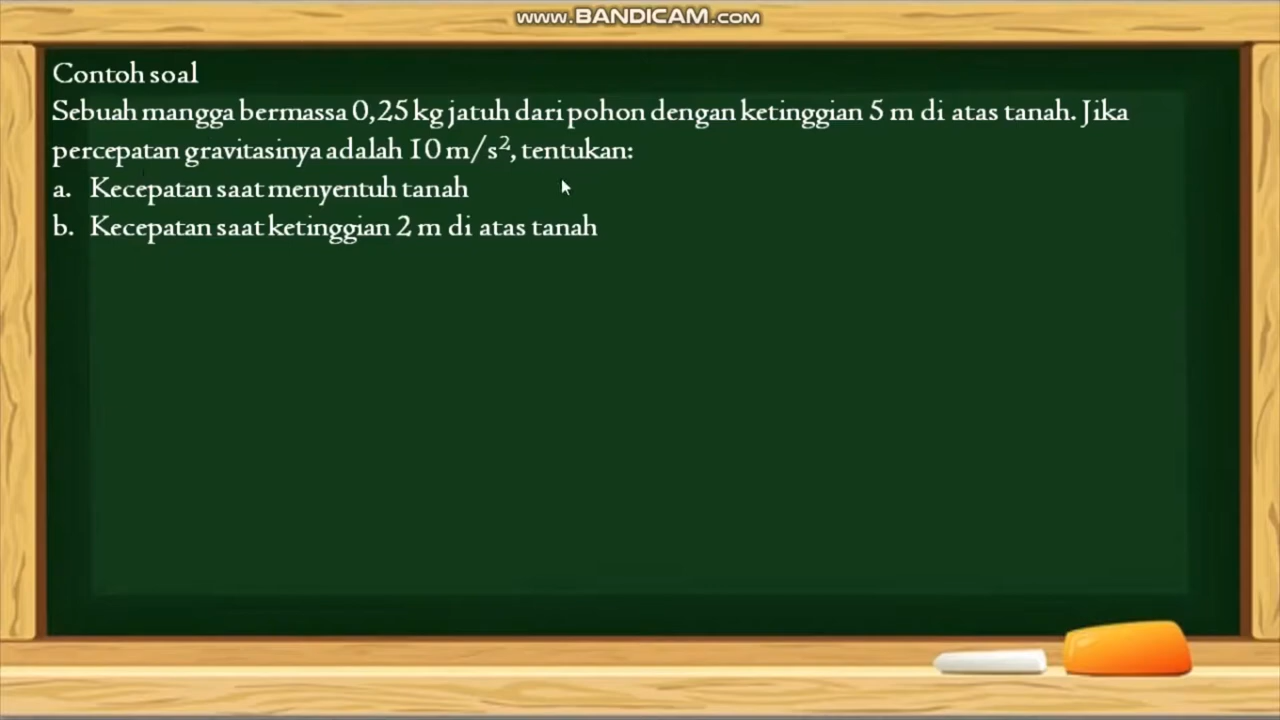 www.BANDICAM.com
Contoh soal
Sebuah mangga bermassa 0,25 kg jatuh dari pohon dengan ketinggian 5 m di atas tanah. Jika
percepatan gravitasinya adalah 10 m/s², tentukan:
a. Kecepatan saat menyentuh tanah
b. Kecepatan saat ketinggian 2 m di atas tanah